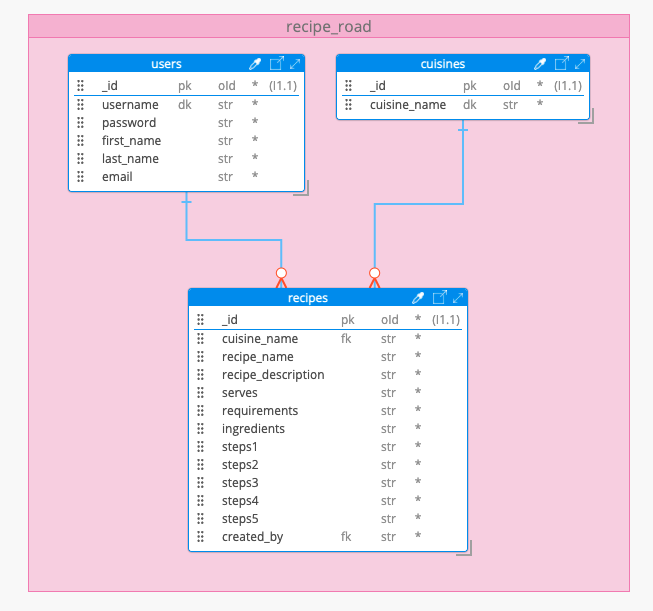 recipe_road
users
_id pk oId * (I1.1)
username dk str *
password str *
first_name str *
last_name str *
email str *
cuisines
_id pk oId * (I1.1)
cuisine_name dk str *
recipes
_id pk oId * (I1.1)
cuisine_name fk str *
recipe_name str *
recipe_description str *
serves str *
requirements str *
ingredients str *
steps1 str *
steps2 str *
steps3 str *
steps4 str *
steps5 str *
created_by fk str *